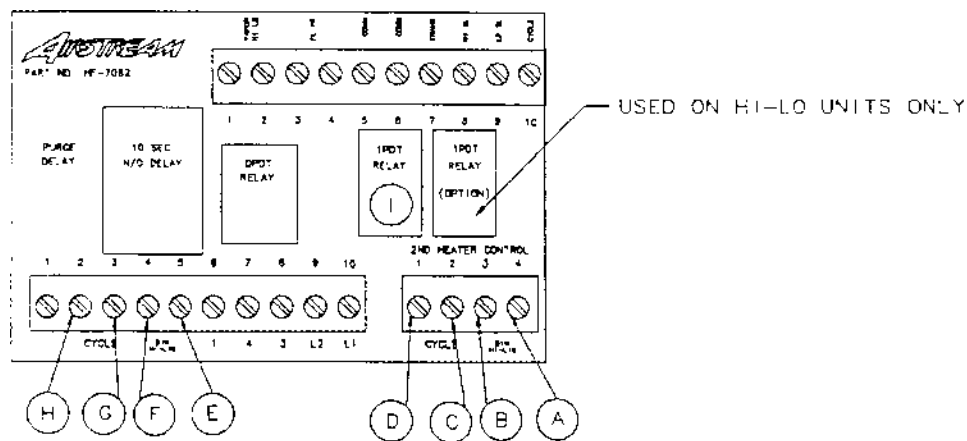 AIRSTREAM
PART NO HF-7082
COMM COMM CYCLE
1 2 3 4 5 6 7 8 9 10
USED ON HI-LO UNITS ONLY
PURGE
DELAY
10 SEC
N/O DELAY
DPDT
RELAY
1PDT
RELAY
I
1PDT
RELAY
(OPTION)
2ND HEATER CONTROL
1 2 3 4 5 6 7 8 9 10
1 2 3 4
CYCLE 1 4 3 L2 L1
CYCLE
H G F E D C B A